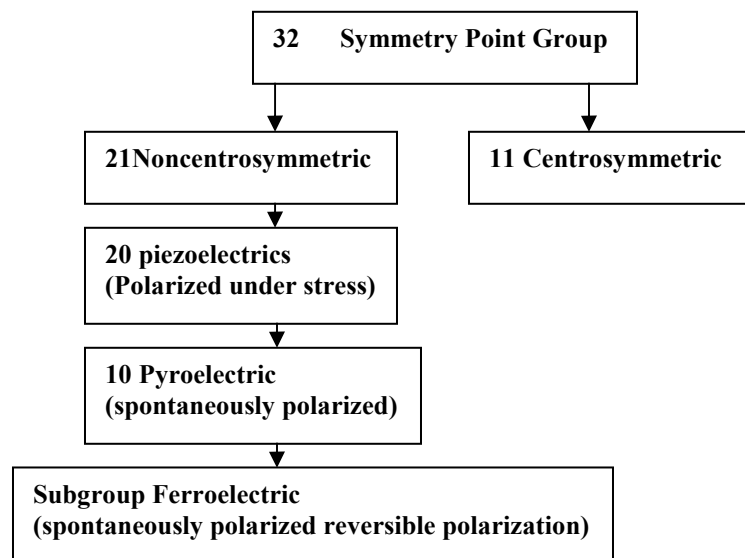 32 Symmetry Point Group
21Noncentrosymmetric
11 Centrosymmetric
20 piezoelectrics
(Polarized under stress)
10 Pyroelectric
(spontaneously polarized)
Subgroup Ferroelectric
(spontaneously polarized reversible polarization)